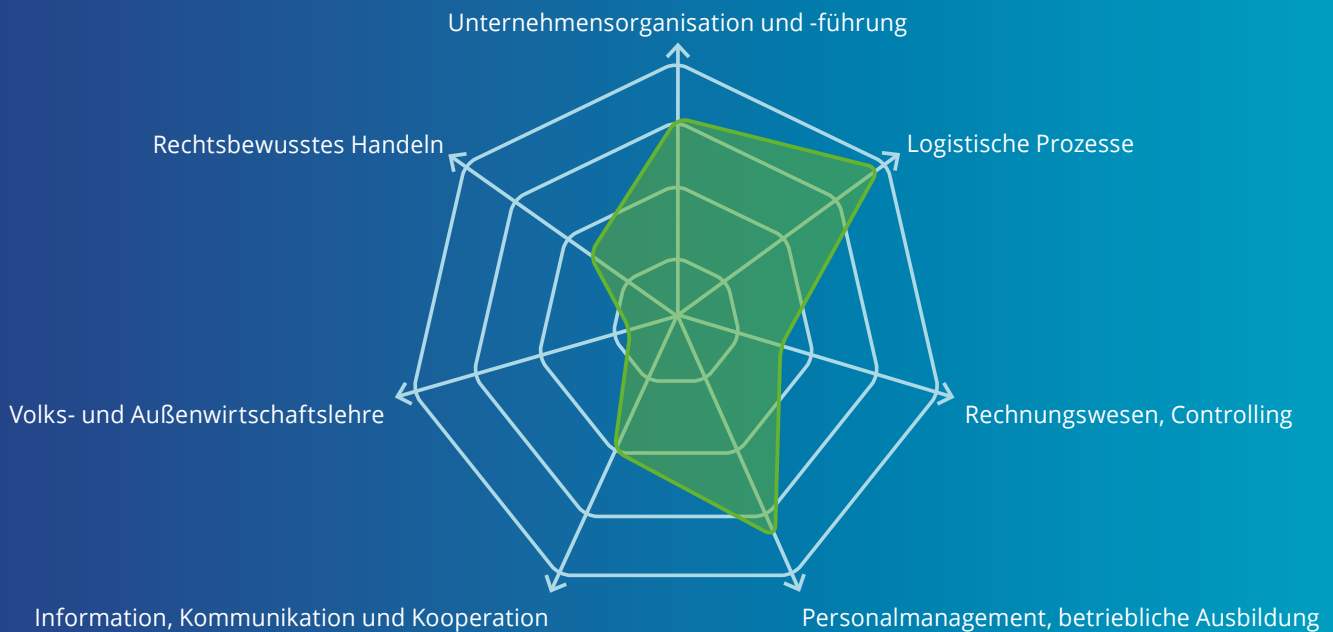 Unternehmensorganisation und -führung
Rechtsbewusstes Handeln
Logistische Prozesse
Volks- und Außenwirtschaftslehre
Rechnungswesen, Controlling
Information, Kommunikation und Kooperation
Personalmanagement, betriebliche Ausbildung